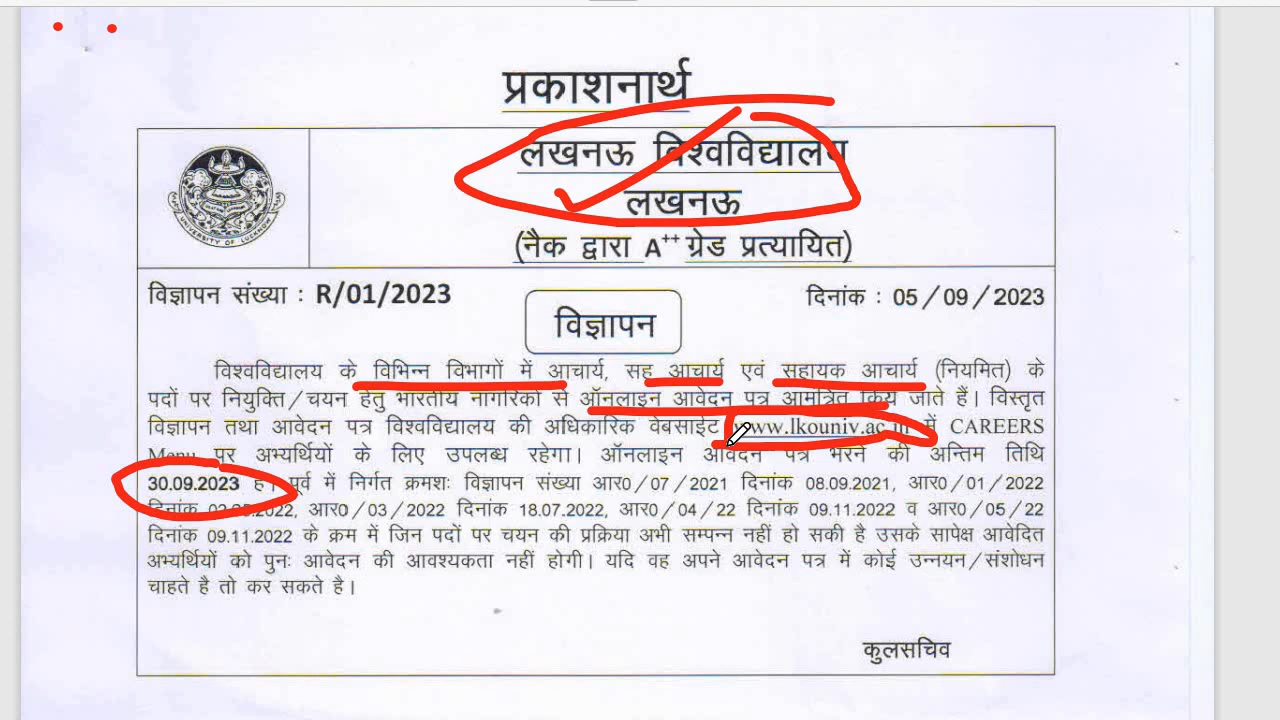 प्रकाशनार्थ
लखनऊ विश्वविद्यालय
लखनऊ
(नैक द्वारा A++ ग्रेड प्रत्यायित)
UNIVERSITY OF LUCKNOW
विज्ञापन संख्या : R/01/2023
दिनांक : 05/09/2023
विज्ञापन
विश्वविद्यालय के विभिन्न विभागों में आचार्य, सह आचार्य एवं सहायक आचार्य (नियमित) के
पदों पर नियुक्ति/चयन हेतु भारतीय नागरिको से ऑनलाइन आवेदन पत्र आमंत्रित किय जाते हैं। विस्तृत
विज्ञापन तथा आवेदन पत्र विश्वविद्यालय की अधिकारिक वेबसाईट www.lkouniv.ac.in में CAREERS
Menu पर अभ्यर्थियों के लिए उपलब्ध रहेगा। ऑनलाइन आवेदन पत्र भरने की अन्तिम तिथि
30.09.2023 है। पूर्व में निर्गत क्रमशः विज्ञापन संख्या आर0/07/2021 दिनांक 08.09.2021, आर0/01/2022
दिनांक 2022, आर0/03/2022 दिनांक 18.07.2022, आर0/04/22 दिनांक 09.11.2022 व आर0/05/22
दिनांक 09.11.2022 के क्रम में जिन पदों पर चयन की प्रक्रिया अभी सम्पन्न नहीं हो सकी है उसके सापेक्ष आवेदित
अभ्यर्थियों को पुनः आवेदन की आवश्यकता नहीं होगी। यदि वह अपने आवेदन पत्र में कोई उन्नयन/संशोधन
चाहते है तो कर सकते है।
कुलसचिव